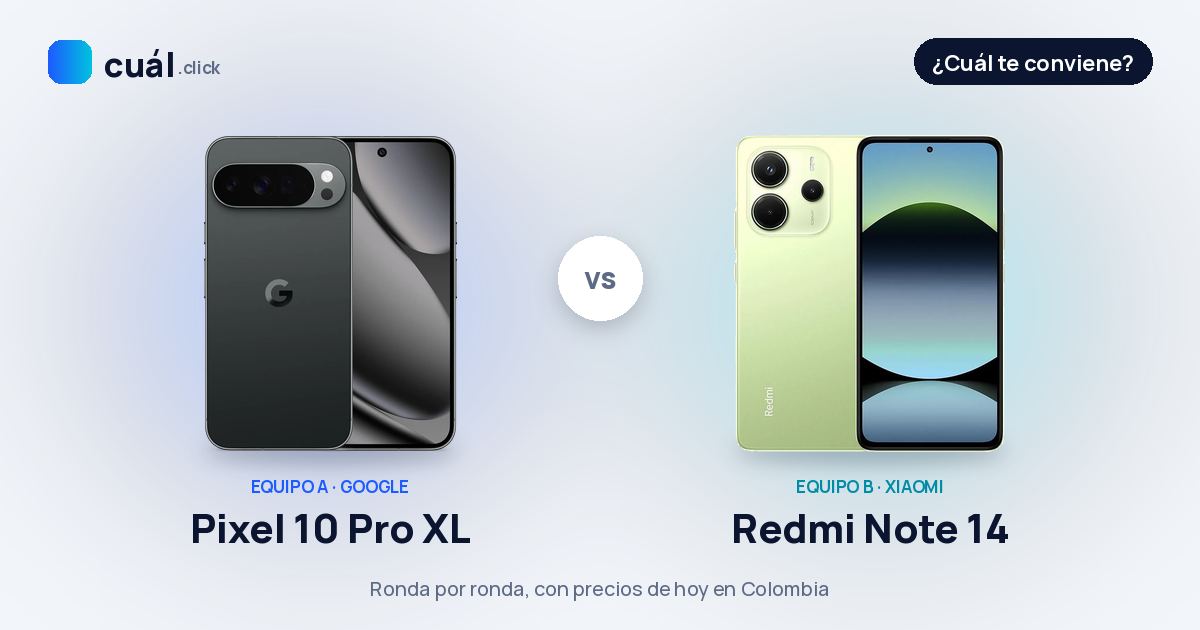 cuál.click
¿Cuál te conviene?
G
Redmi
VS
EQUIPO A · GOOGLE
Pixel 10 Pro XL
EQUIPO B · XIAOMI
Redmi Note 14
Ronda por ronda, con precios de hoy en Colombia